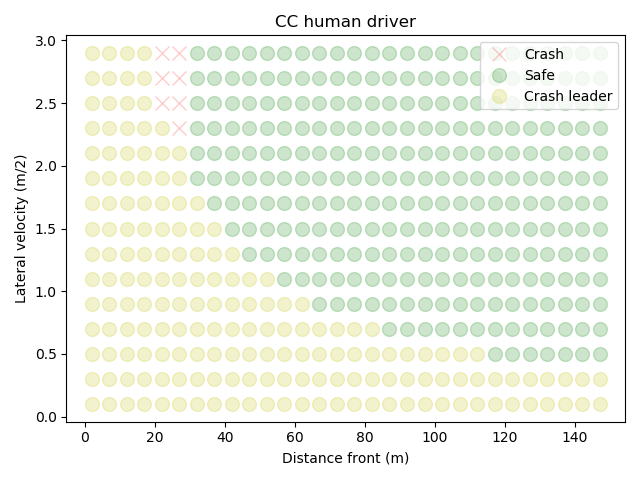 CC human driver
3.0
2.5
2.0
1.5
1.0
0.5
0.0
Lateral velocity (m/2)
Crash
Safe
Crash leader
0 20 40 60 80 100 120 140
Distance front (m)